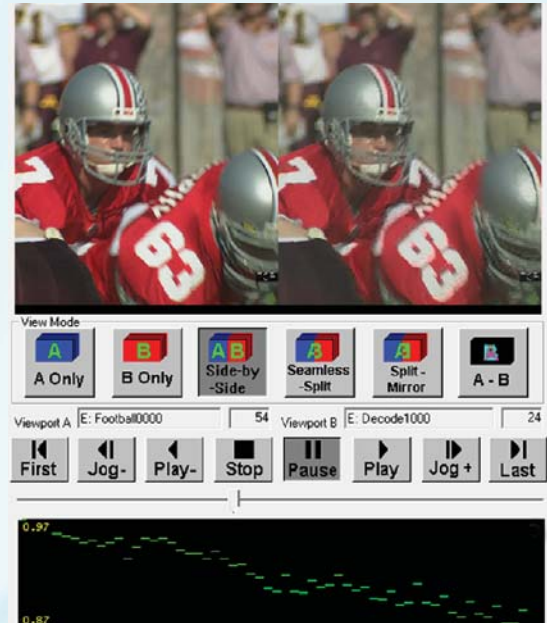 7
63
63
View Mode
A
B
A B
A Only
B Only
Side-by
-Side
Seamless
-Split
Split -
Mirror
A - B
Viewport A
E: Football0000
54
Viewport B
E: Decode1000
24
First
Jog-
Play-
Stop
Pause
Play
Jog +
Last
0.97
0.87